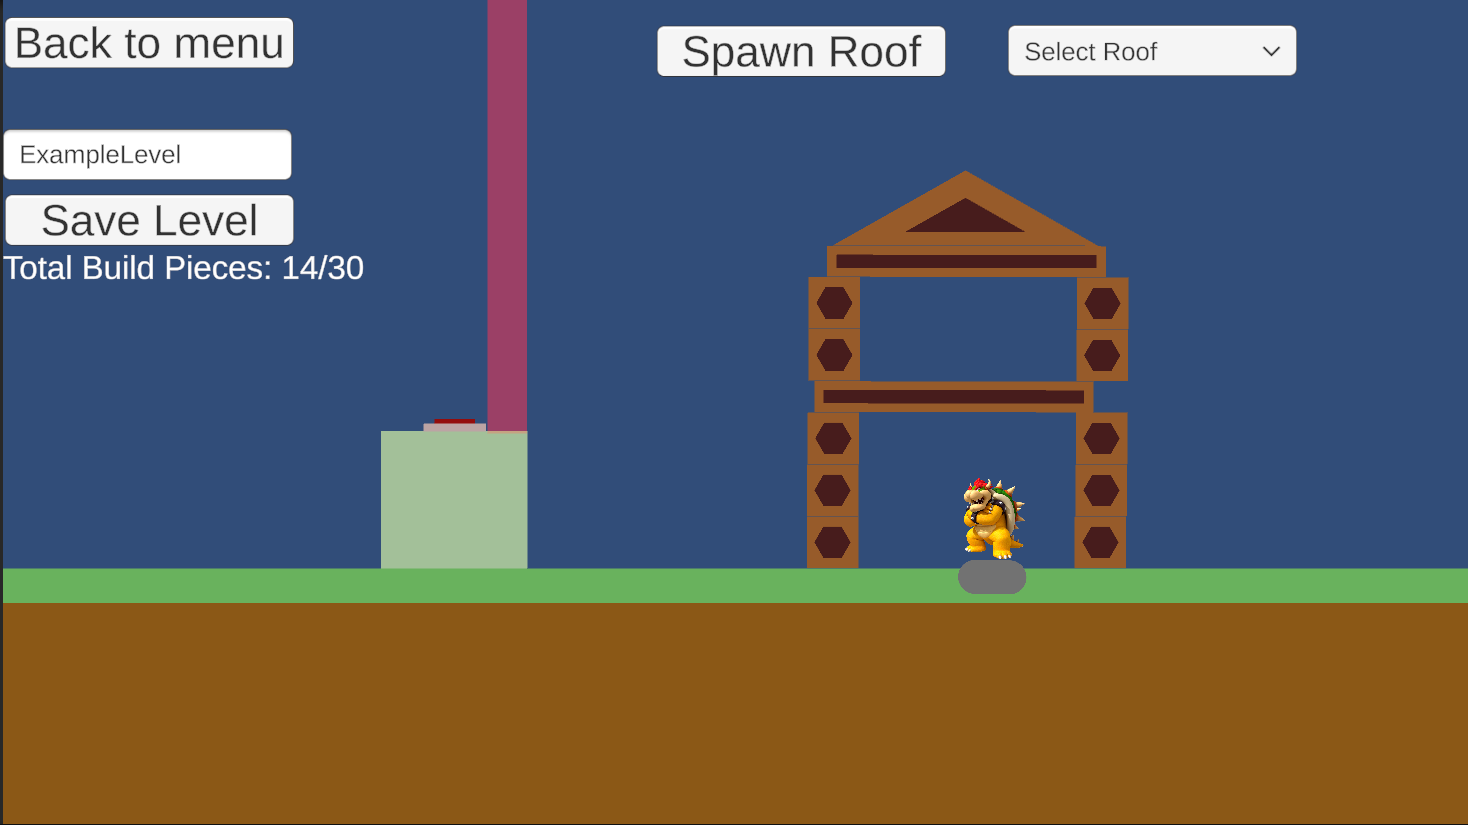 Back to menu
Spawn Roof
Select Roof
ExampleLevel
Save Level
Total Build Pieces: 14/30